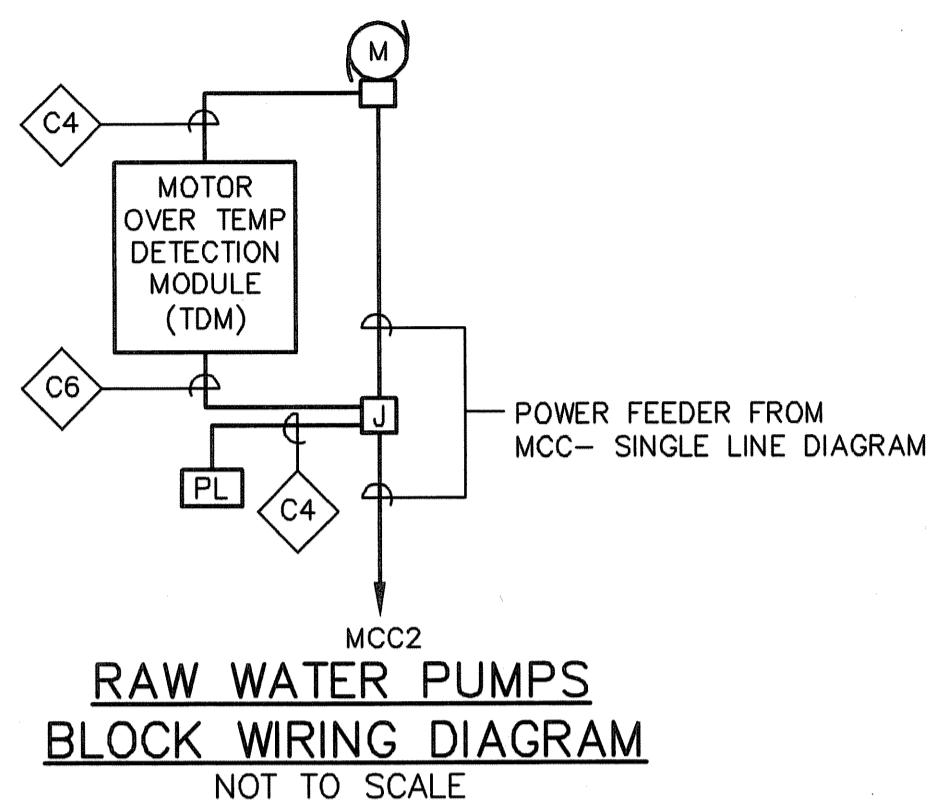 M
C4
MOTOR
OVER TEMP
DETECTION
MODULE
(TDM)
C6
J
POWER FEEDER FROM
MCC- SINGLE LINE DIAGRAM
PL
C4
MCC2
RAW WATER PUMPS
BLOCK WIRING DIAGRAM
NOT TO SCALE